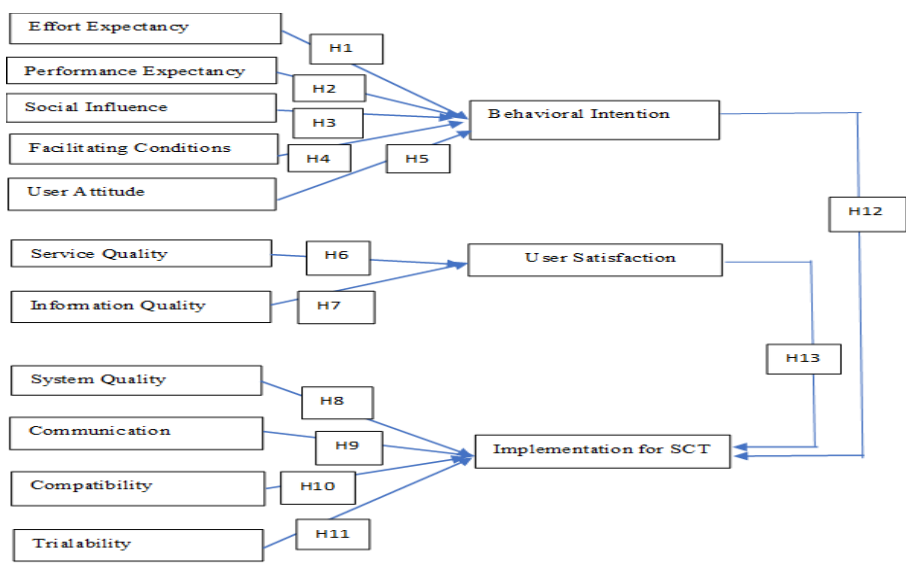 Effort Expectancy
H1
Performance Expectancy
H2
Social Influence
H3
Behavioral Intention
Facilitating Conditions
H4
H5
User Attitude
H12
Service Quality
H6
User Satisfaction
Information Quality
H7
H13
System Quality
H8
Communication
H9
Implementation for SCT
Compatibility
H10
H11
Trialability